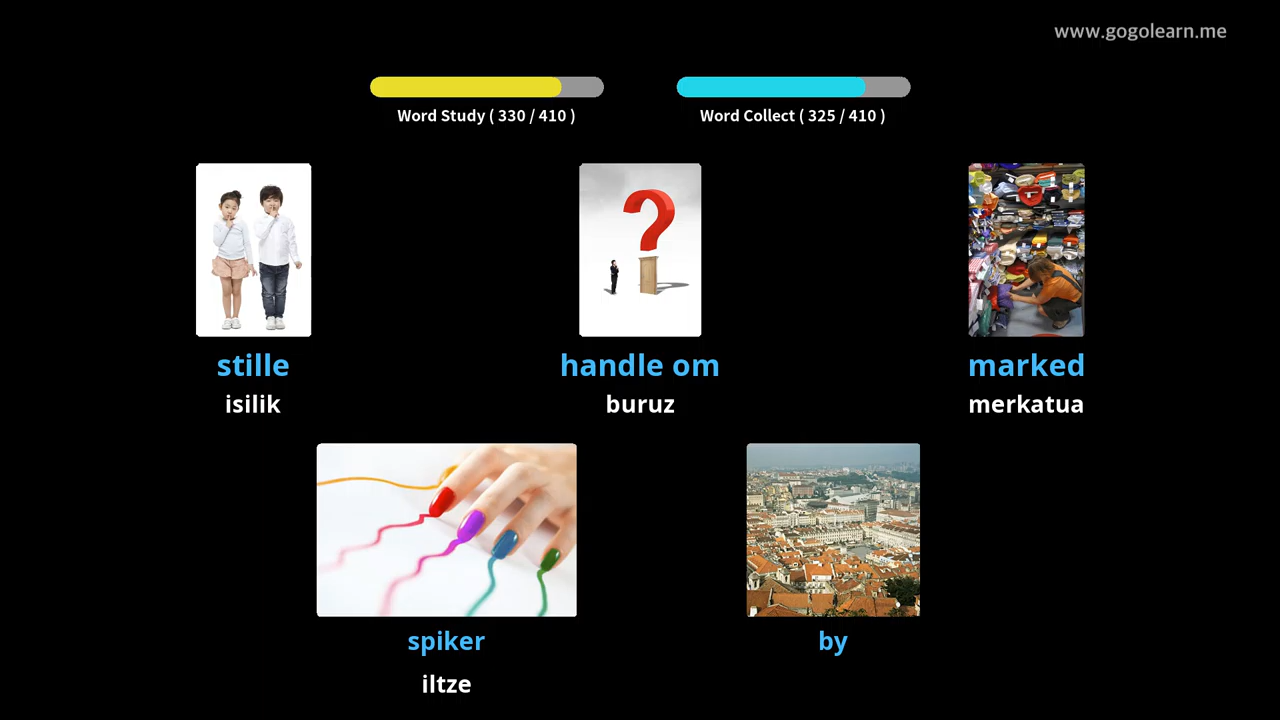 www.gogolearn.me
Word Study ( 330 / 410 )
Word Collect ( 325 / 410 )
stille
isilik
handle om
buruz
marked
merkatua
spiker
iltze
by